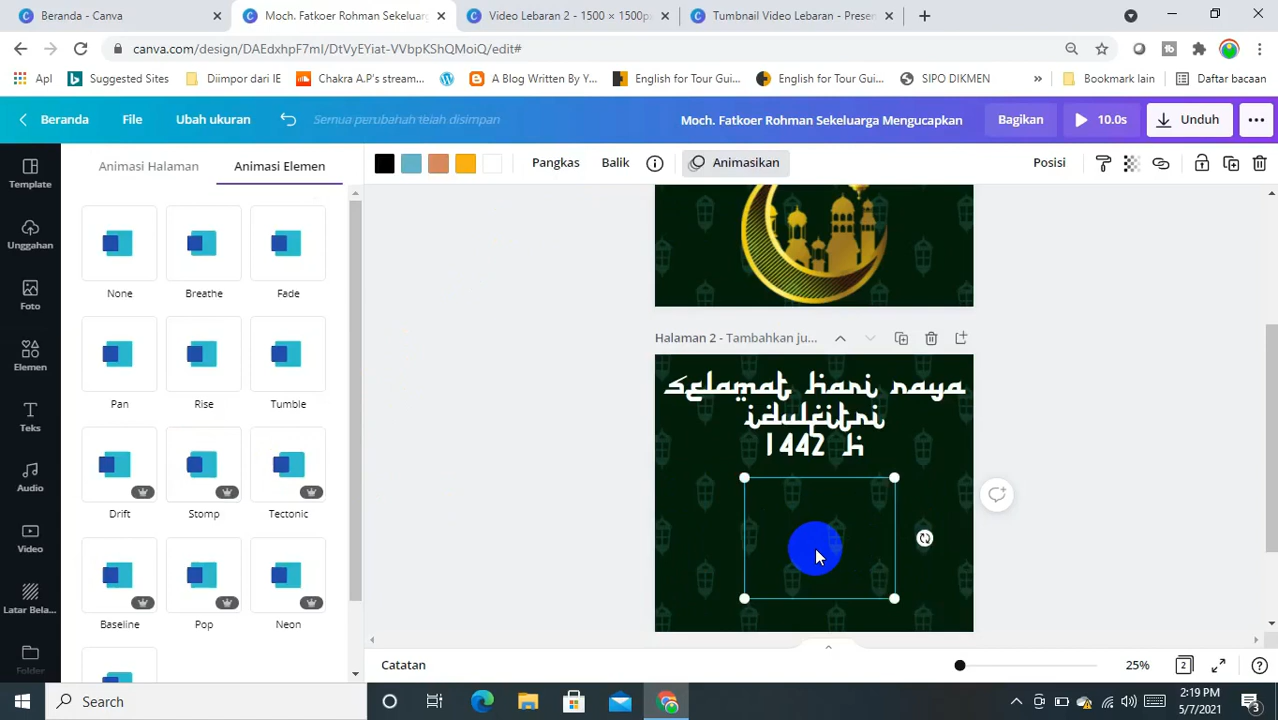 Beranda - Canva
Moch. Fatkoer Rohman Sekeluar
Video Lebaran 2 - 1500 × 1500p
Tumbnail Video Lebaran - Presen
canva.com/design/DAEdxhpF7mI/DtVyEYiat-VVbpKShQMoiQ/edit#
Apl
Suggested Sites
Diimpor dari IE
Chakra A.P's stream...
A Blog Written By Y...
English for Tour Gui...
English for Tour Gui...
SIPO DIKMEN
Bookmark lain
Daftar bacaan
Beranda
File
Ubah ukuran
Semua perubahan telah disimpan
Moch. Fatkoer Rohman Sekeluarga Mengucapkan
Bagikan
10.0s
Unduh
Template
Unggahan
Foto
Elemen
Teks
Audio
Video
Latar Bela...
Folder
Animasi Halaman
Animasi Elemen
None
Breathe
Fade
Pan
Rise
Tumble
Drift
Stomp
Tectonic
Baseline
Pop
Neon
Pangkas
Balik
Animasikan
Posisi
Halaman 2 - Tambahkan ju...
Selamat hari raya
idulfitri
1442 h
Catatan
25%
2
Search
2:19 PM
5/7/2021
3